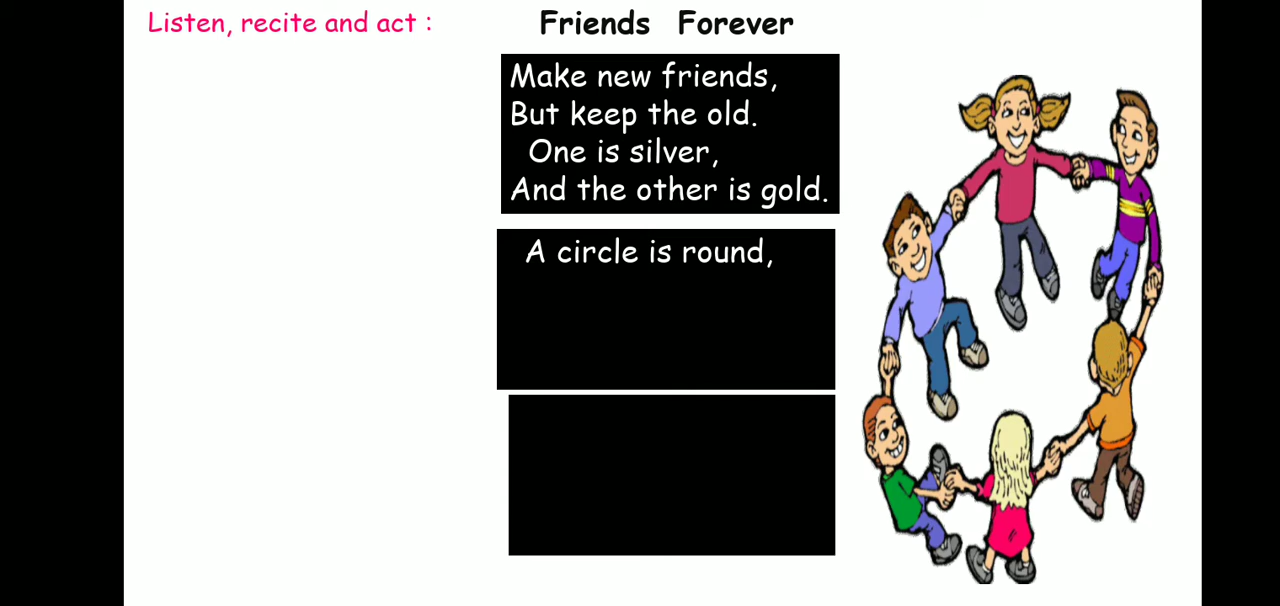 Listen, recite and act :
Friends Forever
Make new friends,
But keep the old.
One is silver,
And the other is gold.
A circle is round,